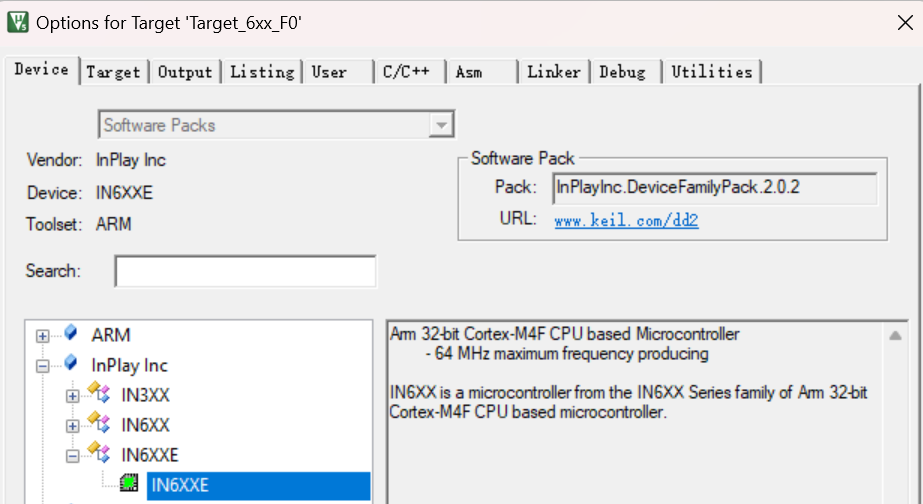 Options for Target 'Target_6xx_F0'
Device Target Output Listing User C/C++ Asm Linker Debug Utilities
Software Packs
Vendor: InPlay Inc
Device: IN6XXE
Toolset: ARM
Search:
Software Pack
Pack: InPlayInc.DeviceFamilyPack.2.0.2
URL: www.keil.com/dd2
ARM
InPlay Inc
IN3XX
IN6XX
IN6XXE
IN6XXE
Arm 32-bit Cortex-M4F CPU based Microcontroller
- 64 MHz maximum frequency producing
IN6XX is a microcontroller from the IN6XX Series family of Arm 32-bit
Cortex-M4F CPU based microcontroller.